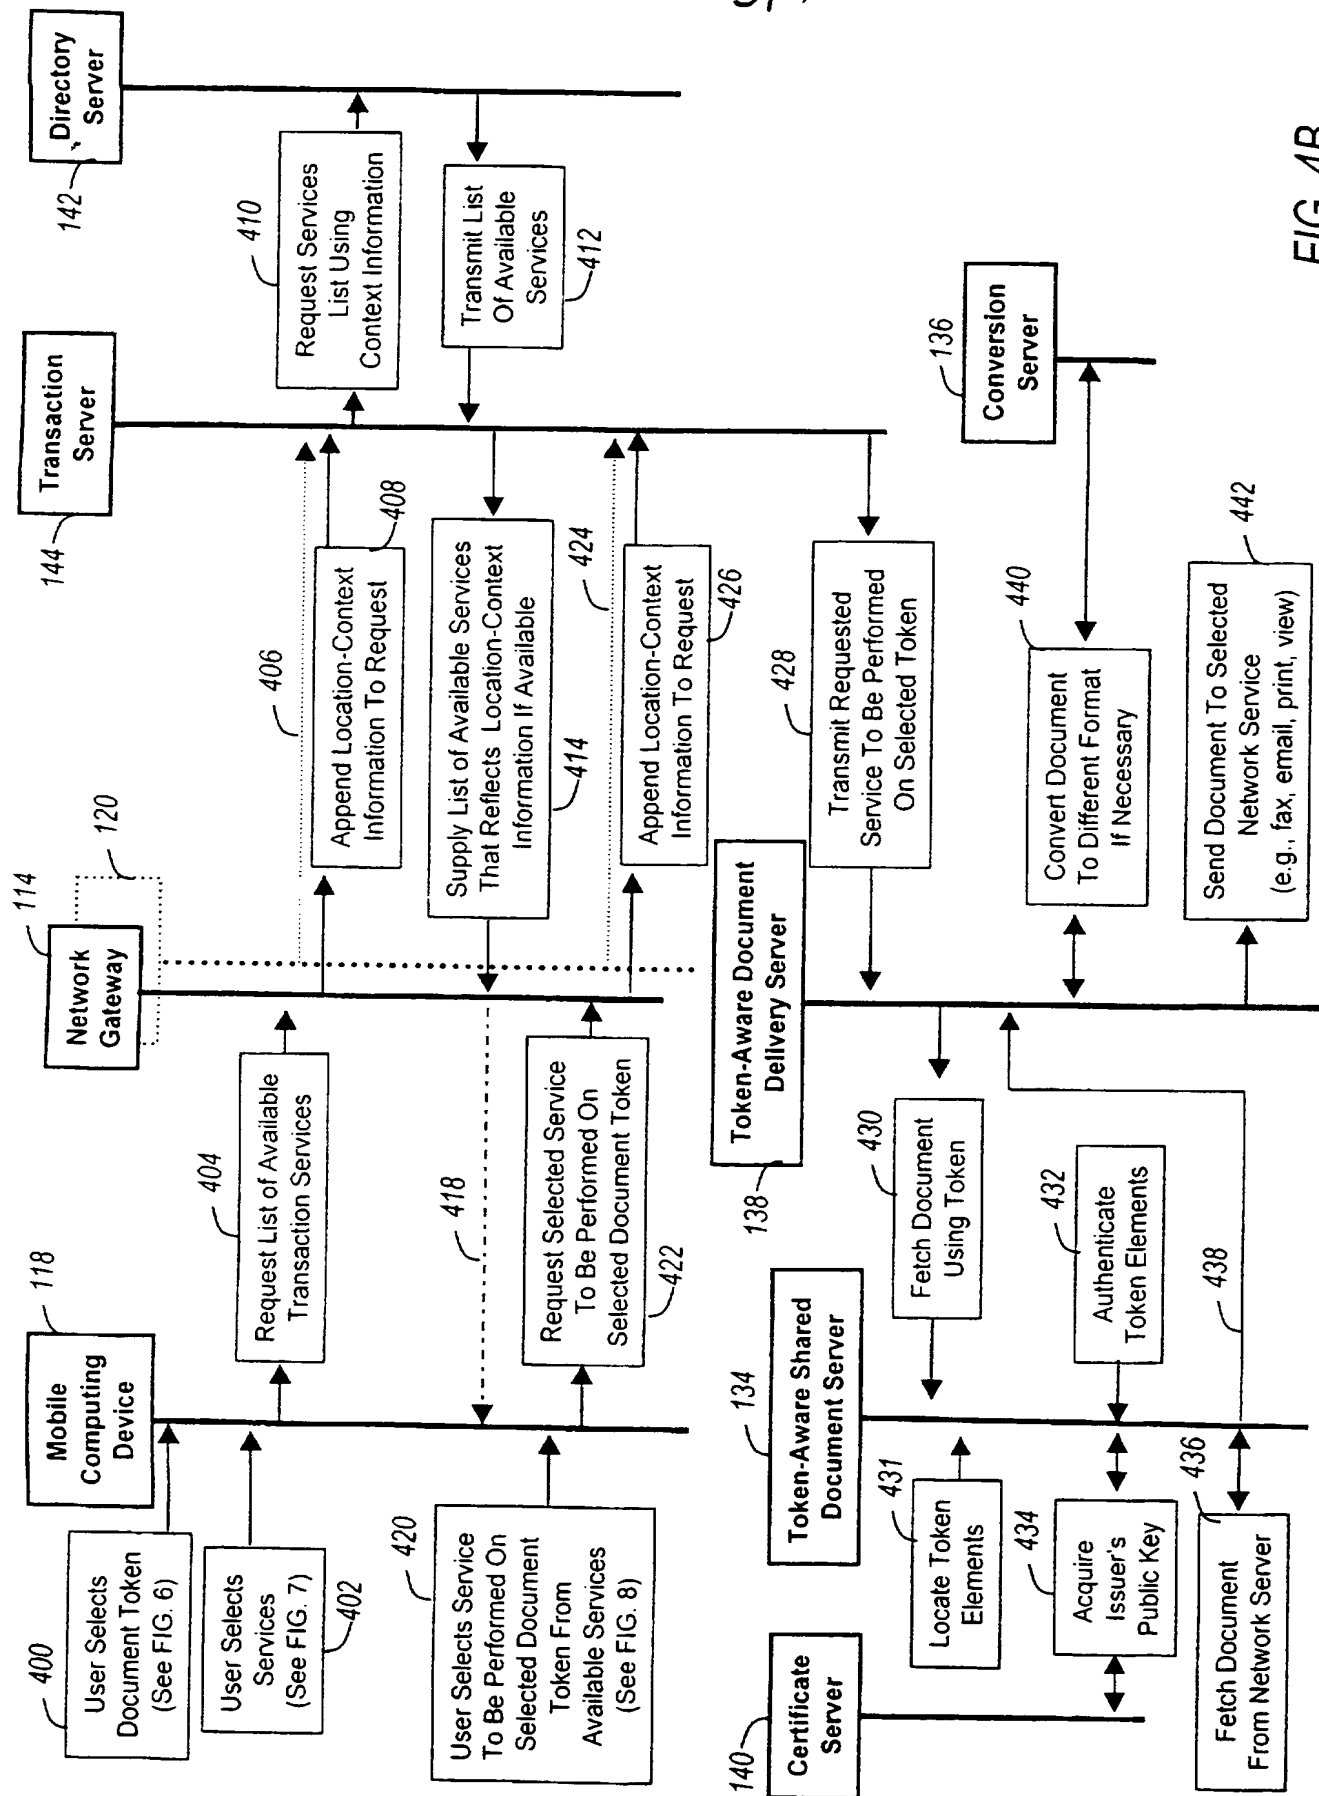 118
Mobile
Computing
Device
114
Network
Gateway
120
144
Transaction
Server
142
Directory
Server
400
User Selects
Document Token
(See FIG. 6)
User Selects
Services
(See FIG. 7)
402
404
Request List of Available
Transaction Services
406
Append Location-Context
Information To Request
408
410
Request Services
List Using
Context Information
Transmit List
Of Available
Services
412
Supply List of Available Services
That Reflects Location-Context
Information If Available
414
418
420
User Selects Service
To Be Performed On
Selected Document
Token From
Available Services
(See FIG. 8)
Request Selected Service
To Be Performed On
Selected Document Token
422
424
Append Location-Context
Information To Request
426
428
Transmit Requested
Service To Be Performed
On Selected Token
140
Certificate
Server
134
Token-Aware Shared
Document Server
138
Token-Aware Document
Delivery Server
136
Conversion
Server
430
Fetch Document
Using Token
431
Locate Token
Elements
432
Authenticate
Token Elements
434
Acquire
Issuer's
Public Key
436
Fetch Document
From Network Server
438
440
Convert Document
To Different Format
If Necessary
442
Send Document To Selected
Network Service
(e.g., fax, email, print, view)
FIG. 4B